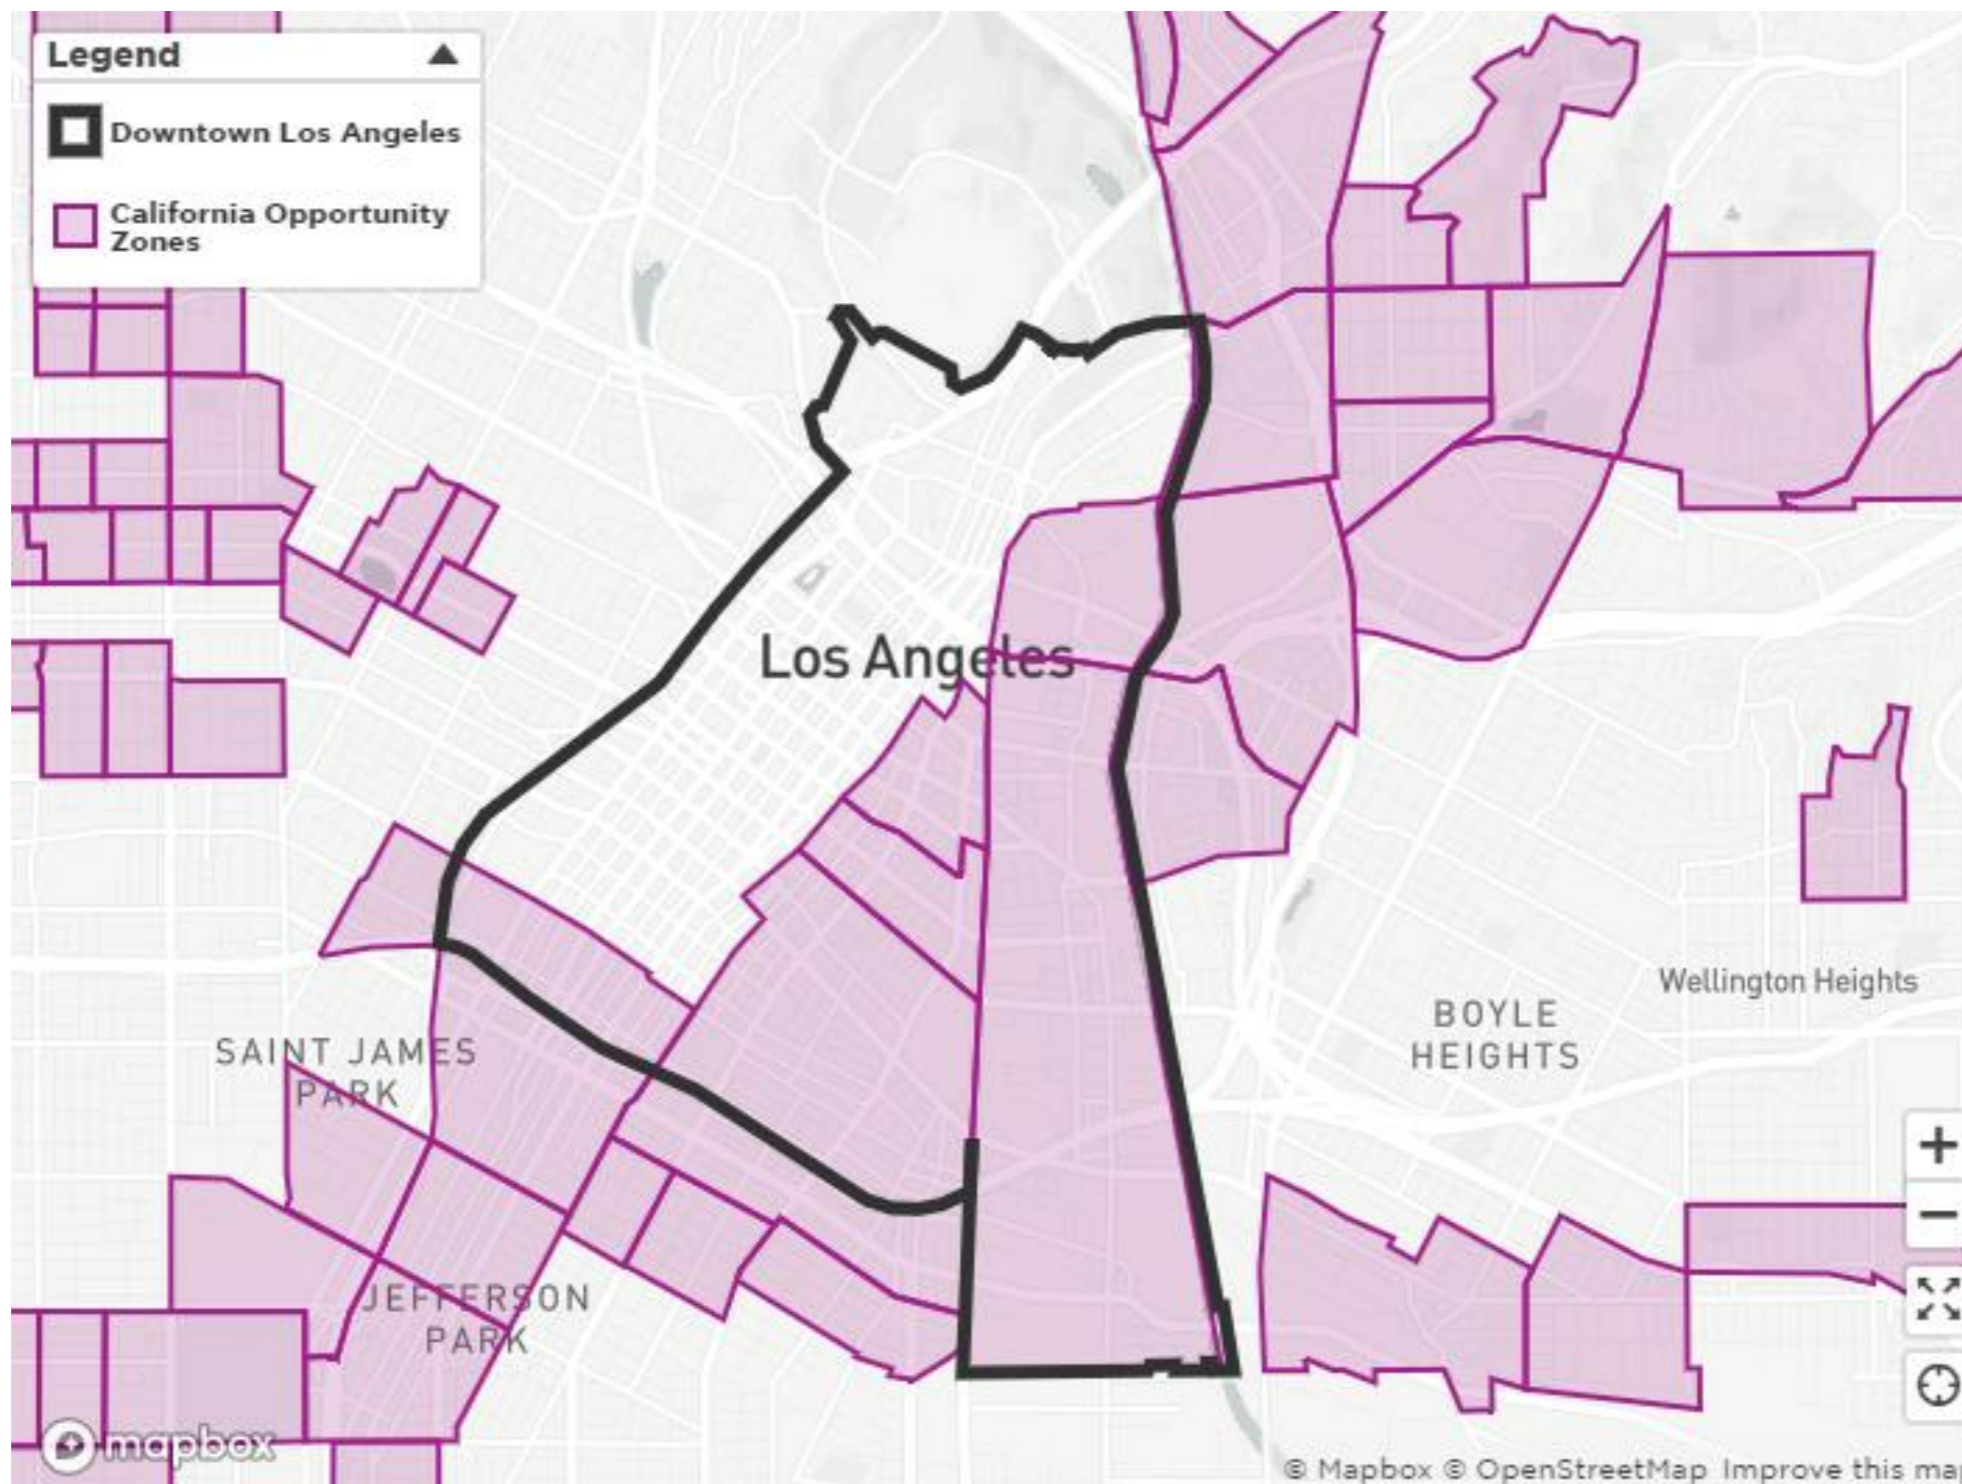 Legend
Downtown Los Angeles
California Opportunity
Zones
Los Angeles
Wellington Heights
BOYLE
HEIGHTS
SAINT JAMES
PARK
JEFFERSON
PARK
mapbox
© Mapbox © OpenStreetMap Improve this map